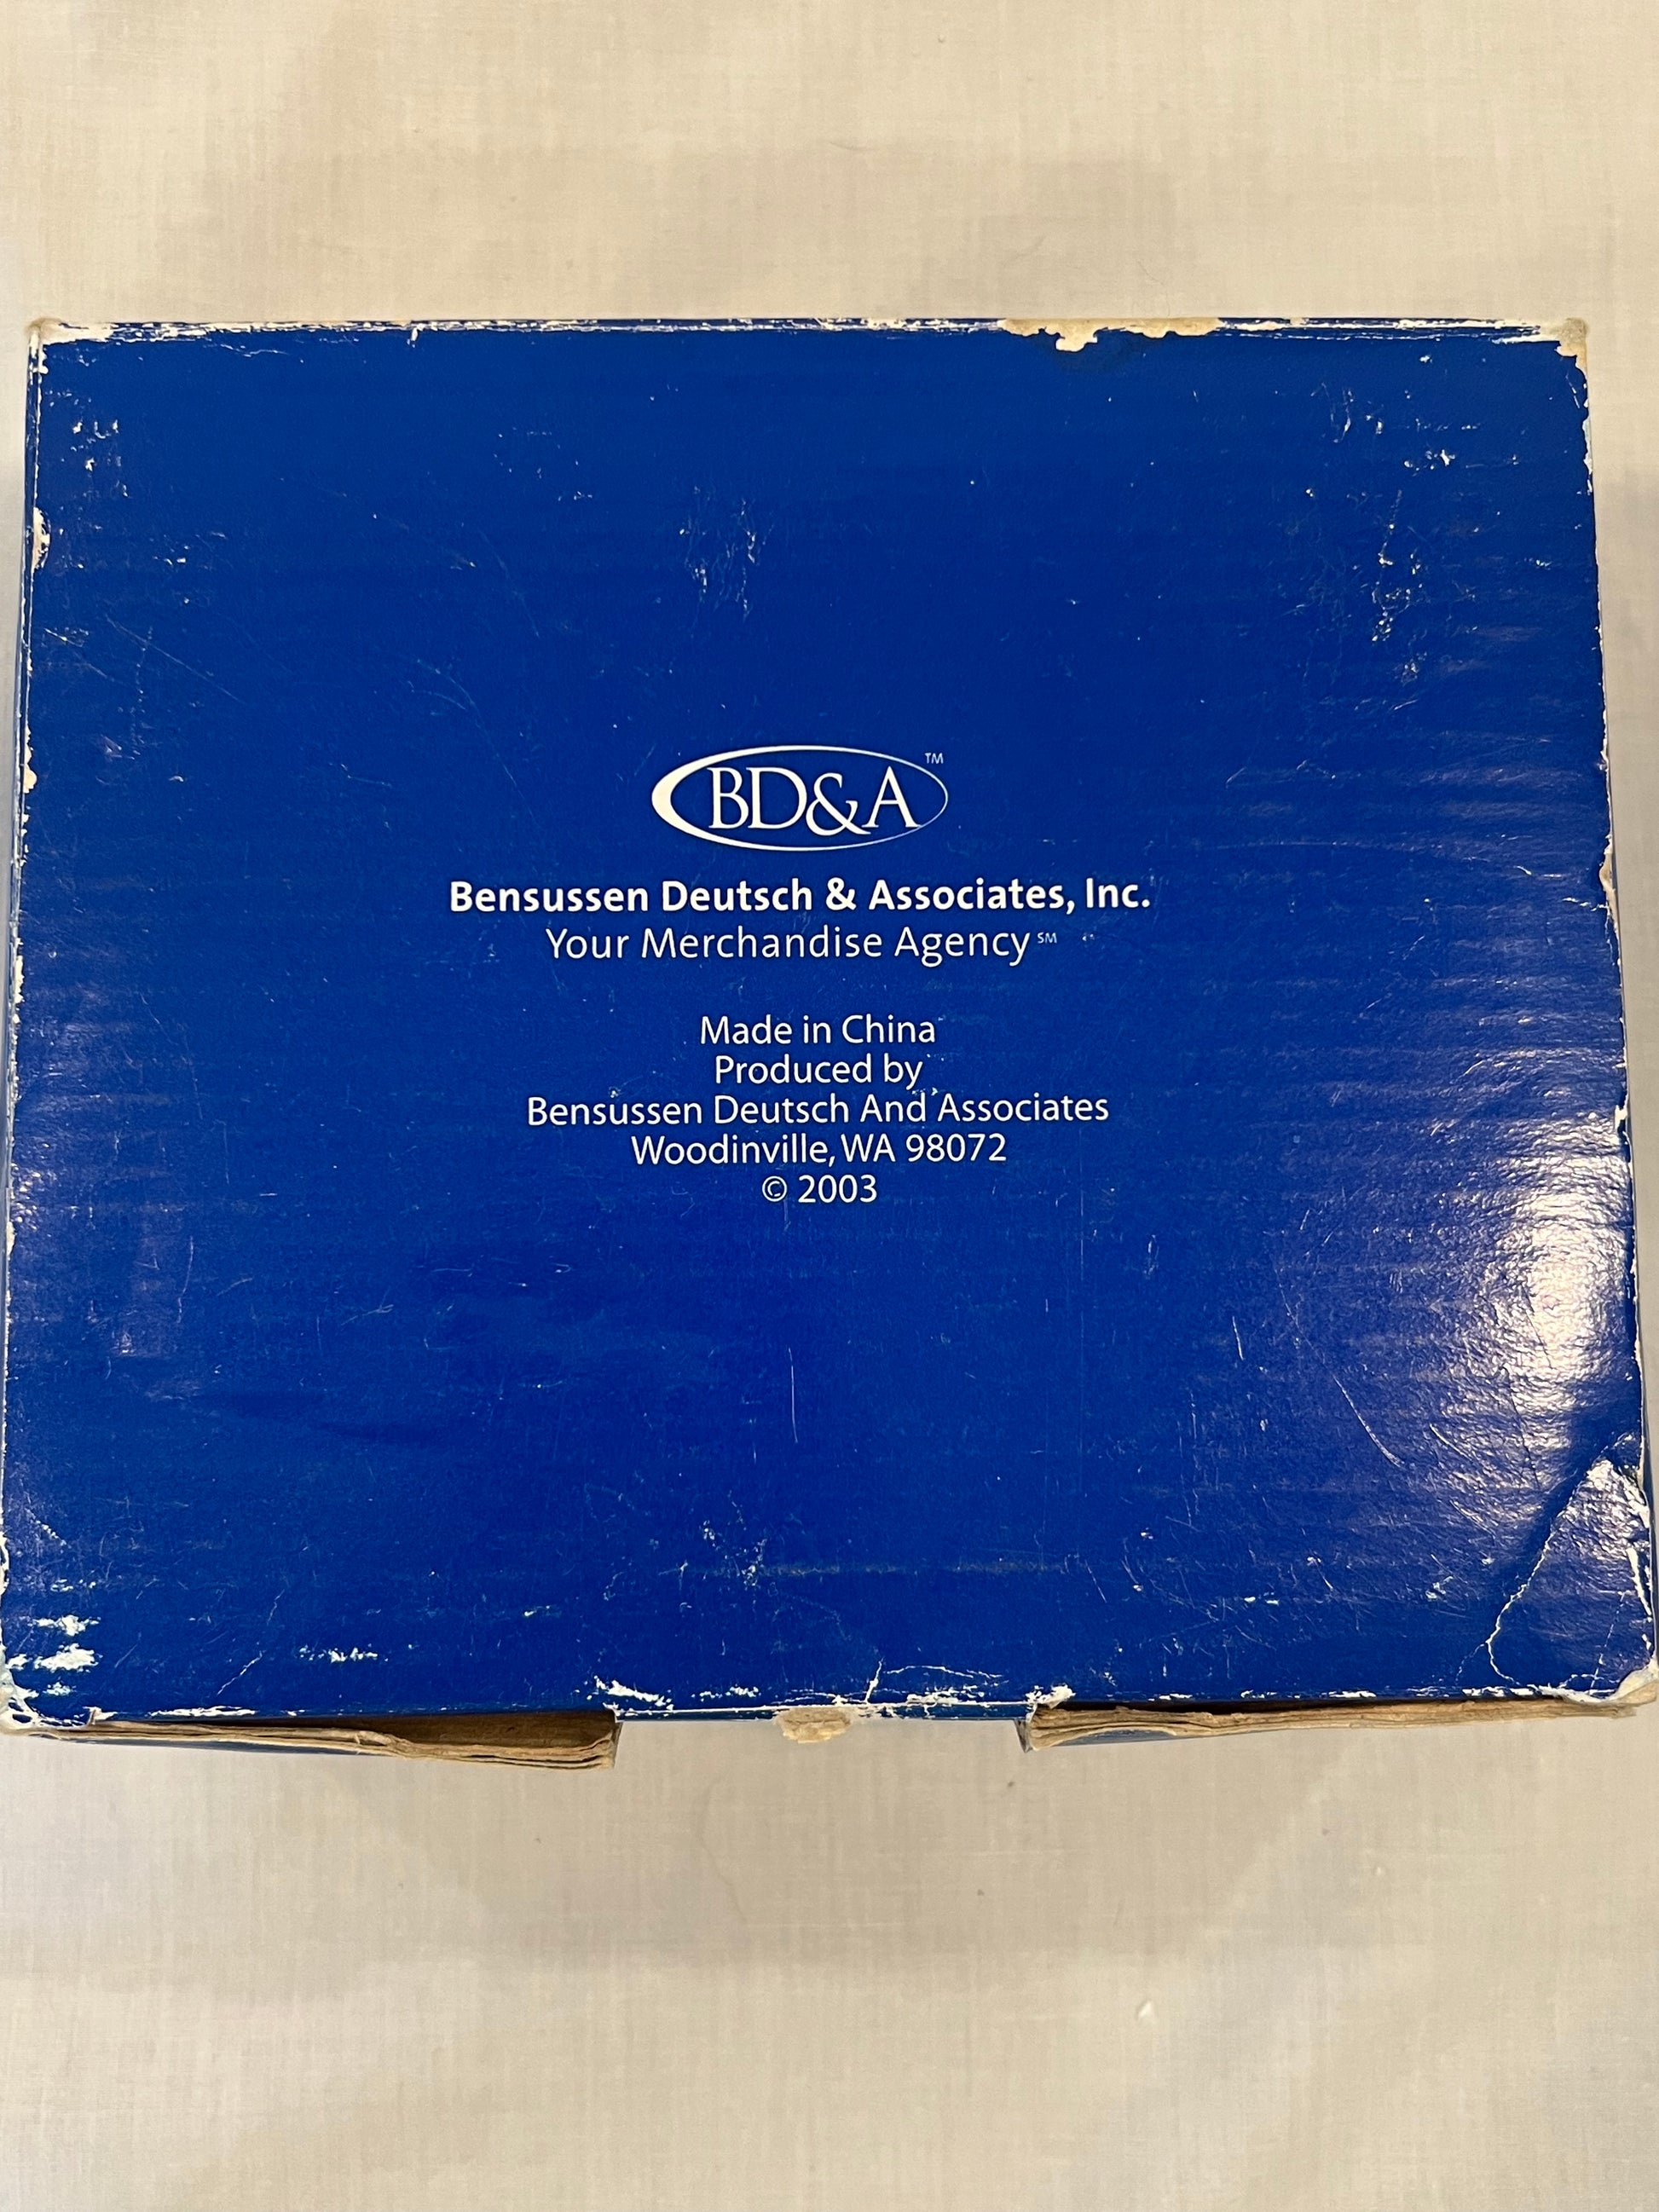 BD&A™
Bensussen Deutsch & Associates, Inc.
Your Merchandise Agency℠
Made in China
Produced by
Bensussen Deutsch And Associates
Woodinville, WA 98072
© 2003